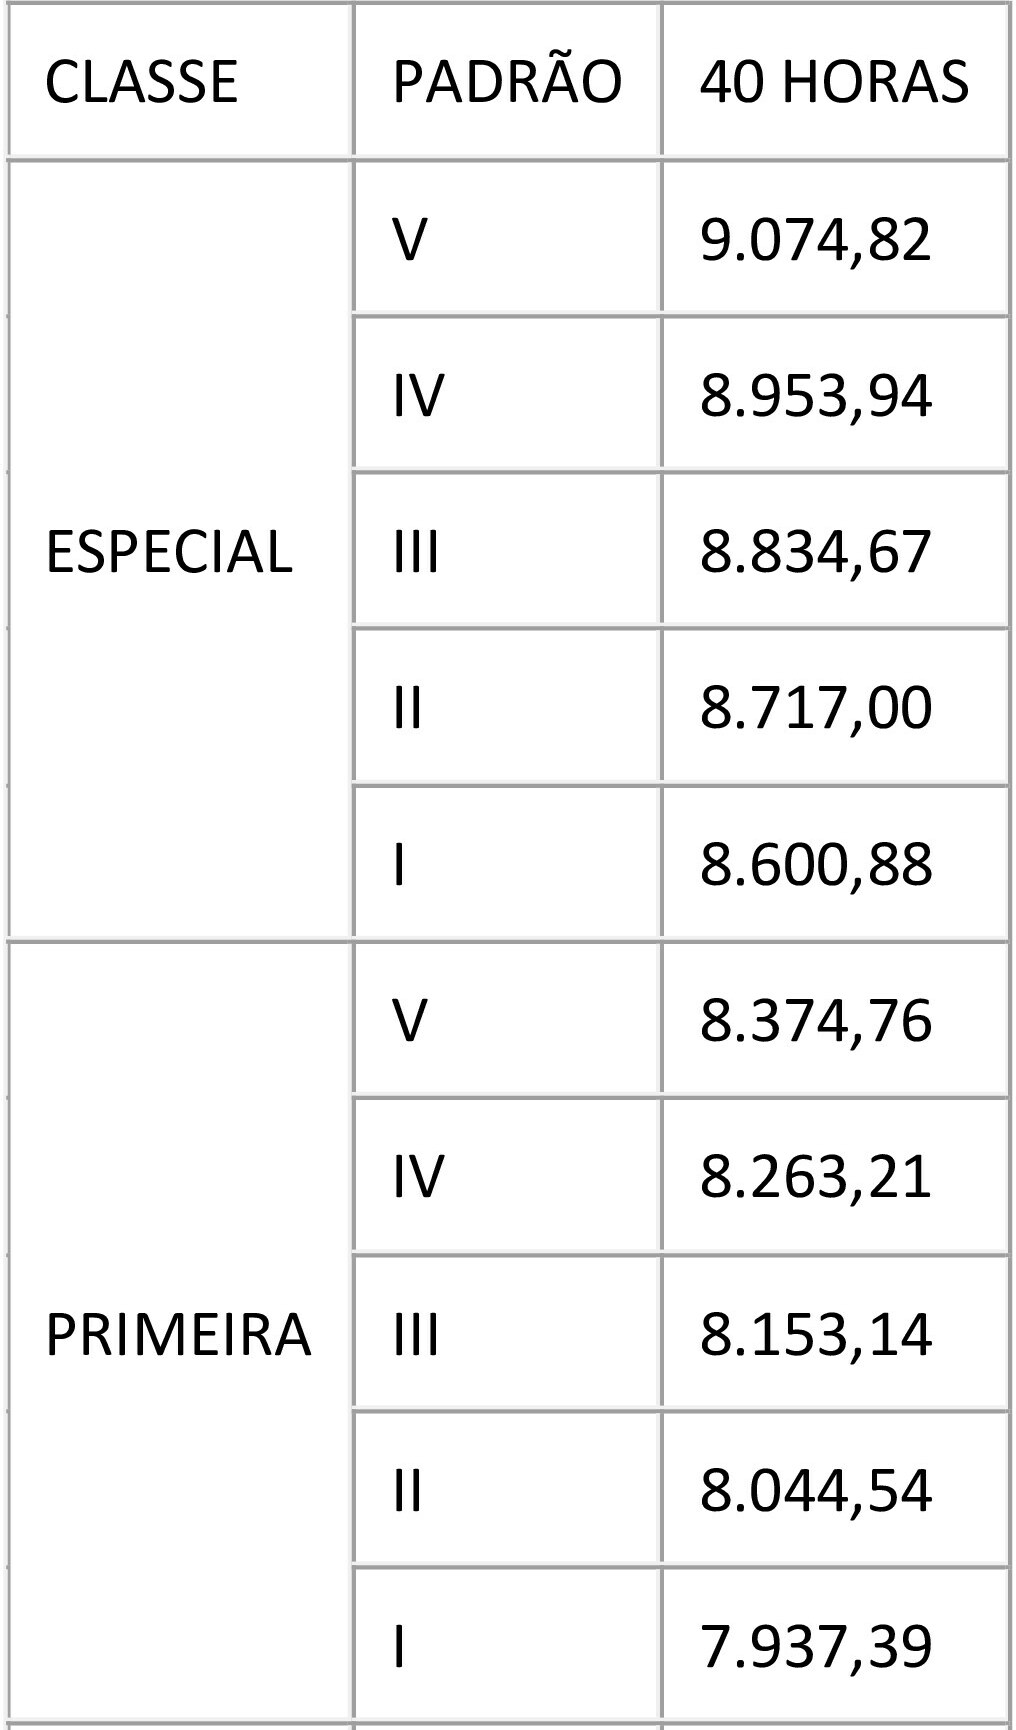 CLASSE PADRÃO 40 HORAS
V 9.074,82
IV 8.953,94
ESPECIAL III 8.834,67
II 8.717,00
I 8.600,88
V 8.374,76
IV 8.263,21
PRIMEIRA III 8.153,14
II 8.044,54
I 7.937,39